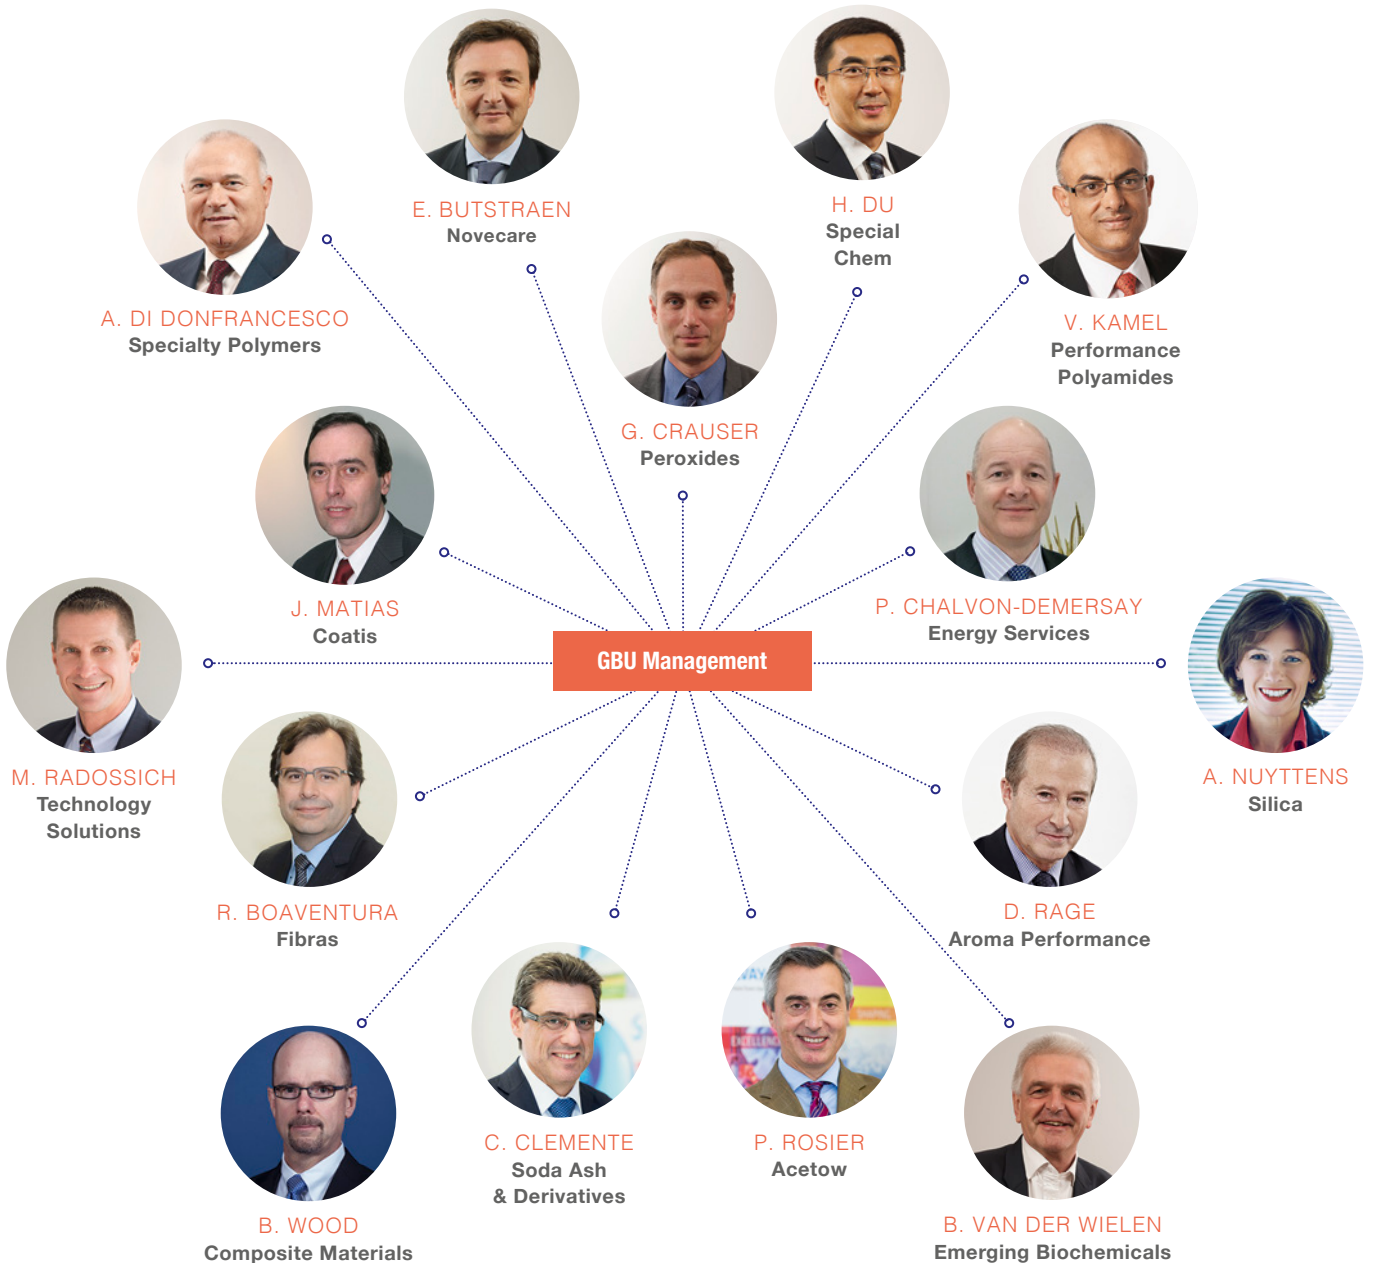 E. BUTSTRAEN
Novecare
H. DU
Special
Chem
A. DI DONFRANCESCO
Specialty Polymers
V. KAMEL
Performance
Polyamides
G. CRAUSER
Peroxides
J. MATIAS
Coatis
P. CHALVON-DEMERSAY
Energy Services
GBU Management
M. RADOSSICH
Technology
Solutions
A. NUYTTENS
Silica
R. BOAVENTURA
Fibras
D. RAGE
Aroma Performance
C. CLEMENTE
Soda Ash
& Derivatives
P. ROSIER
Acetow
B. WOOD
Composite Materials
B. VAN DER WIELEN
Emerging Biochemicals